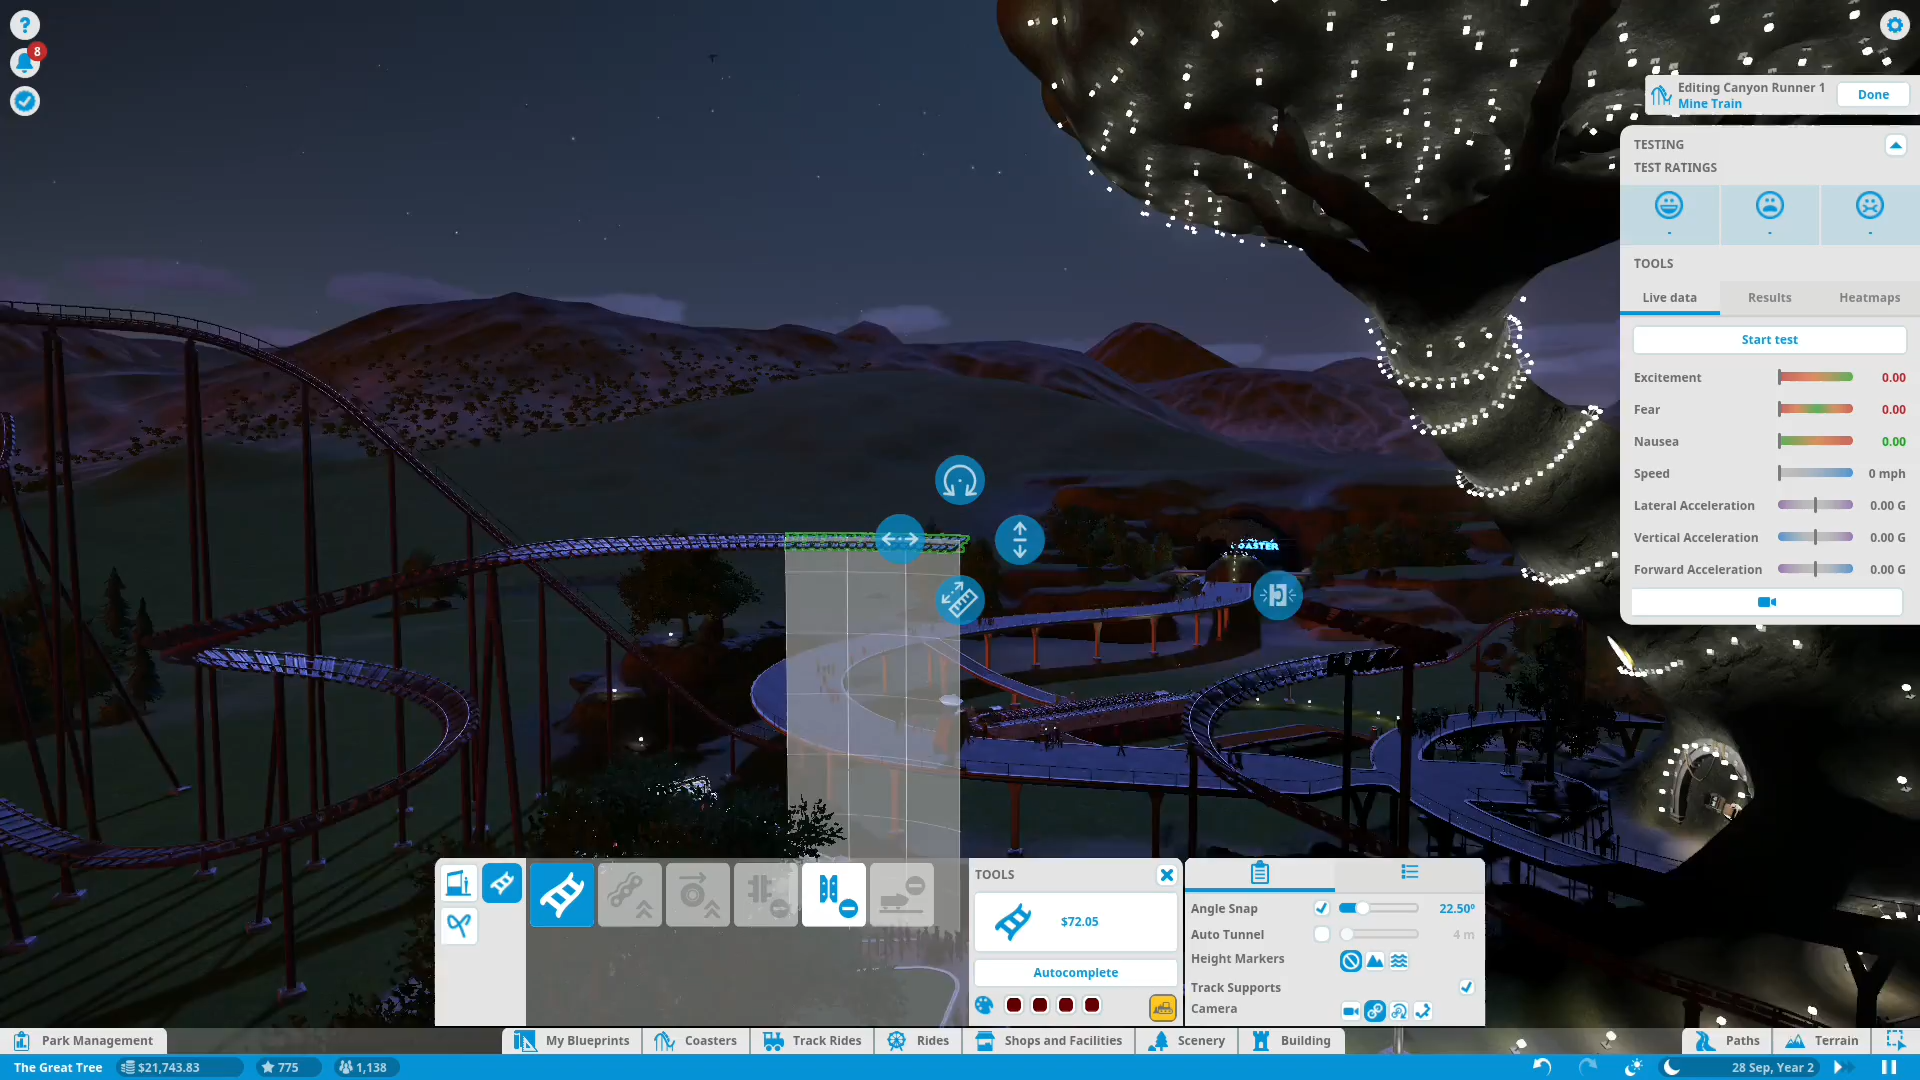 ?
8
Editing Canyon Runner 1
Mine Train
Done
TESTING
TEST RATINGS
- - -
TOOLS
Live data Results Heatmaps
Start test
Excitement 0.00
Fear 0.00
Nausea 0.00
Speed 0 mph
Lateral Acceleration 0.00 G
Vertical Acceleration 0.00 G
Forward Acceleration 0.00 G
TOOLS
$72.05
Autocomplete
Angle Snap 22.50º
Auto Tunnel 4 m
Height Markers
Track Supports
Camera
Park Management My Blueprints Coasters Track Rides Rides Shops and Facilities Scenery Building Paths Terrain
The Great Tree $21,743.83 775 1,138 28 Sep, Year 2